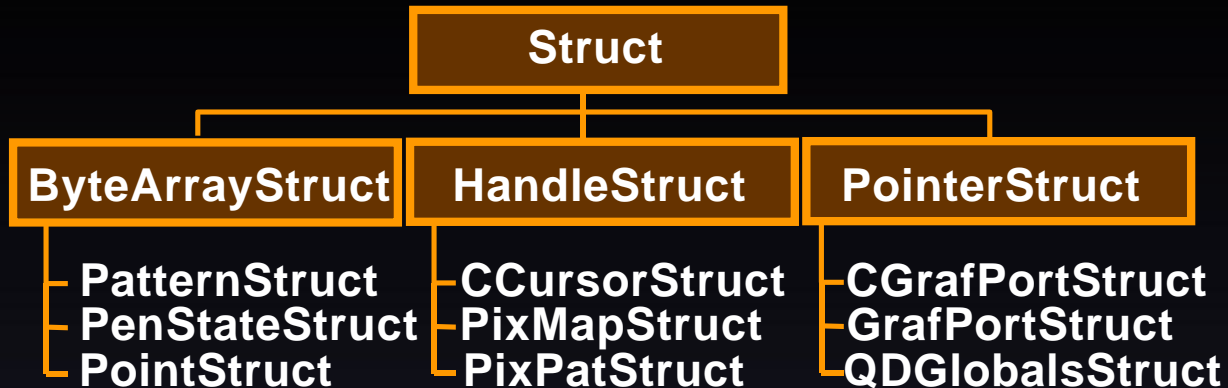 Struct
ByteArrayStruct
PatternStruct
PenStateStruct
PointStruct
HandleStruct
CCursorStruct
PixMapStruct
PixPatStruct
PointerStruct
CGrafPortStruct
GrafPortStruct
QDGlobalsStruct